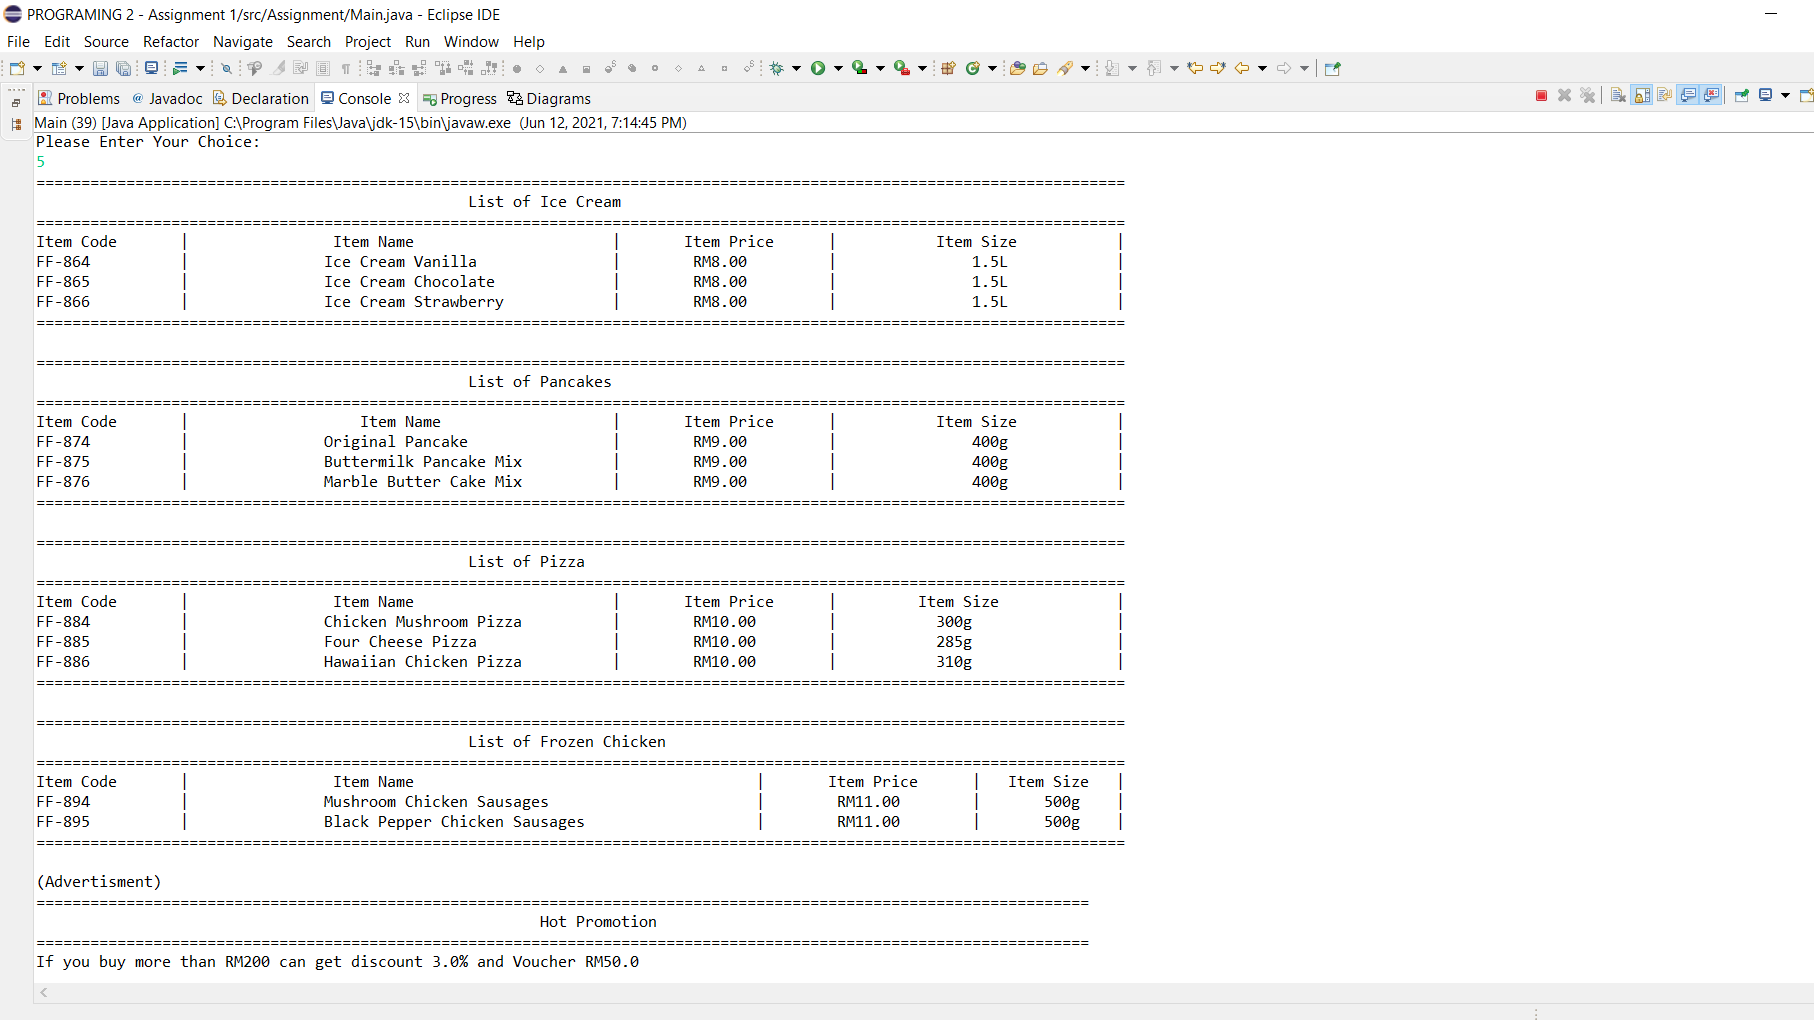 PROGRAMING 2 - Assignment 1/src/Assignment/Main.java - Eclipse IDE
File Edit Source Refactor Navigate Search Project Run Window Help
Problems @ Javadoc Declaration Console Progress Diagrams
Main (39) [Java Application] C:\Program Files\Java\jdk-15\bin\javaw.exe (Jun 12, 2021, 7:14:45 PM)
Please Enter Your Choice:
5
=========================================================================================================================
List of Ice Cream
=========================================================================================================================
Item Code | Item Name | Item Price | Item Size |
FF-864 | Ice Cream Vanilla | RM8.00 | 1.5L |
FF-865 | Ice Cream Chocolate | RM8.00 | 1.5L |
FF-866 | Ice Cream Strawberry | RM8.00 | 1.5L |
=========================================================================================================================
=========================================================================================================================
List of Pancakes
=========================================================================================================================
Item Code | Item Name | Item Price | Item Size |
FF-874 | Original Pancake | RM9.00 | 400g |
FF-875 | Buttermilk Pancake Mix | RM9.00 | 400g |
FF-876 | Marble Butter Cake Mix | RM9.00 | 400g |
=========================================================================================================================
=========================================================================================================================
List of Pizza
=========================================================================================================================
Item Code | Item Name | Item Price | Item Size |
FF-884 | Chicken Mushroom Pizza | RM10.00 | 300g |
FF-885 | Four Cheese Pizza | RM10.00 | 285g |
FF-886 | Hawaiian Chicken Pizza | RM10.00 | 310g |
=========================================================================================================================
=========================================================================================================================
List of Frozen Chicken
=========================================================================================================================
Item Code | Item Name | Item Price | Item Size |
FF-894 | Mushroom Chicken Sausages | RM11.00 | 500g |
FF-895 | Black Pepper Chicken Sausages | RM11.00 | 500g |
=========================================================================================================================
(Advertisment)
=====================================================================================================================
Hot Promotion
=====================================================================================================================
If you buy more than RM200 can get discount 3.0% and Voucher RM50.0